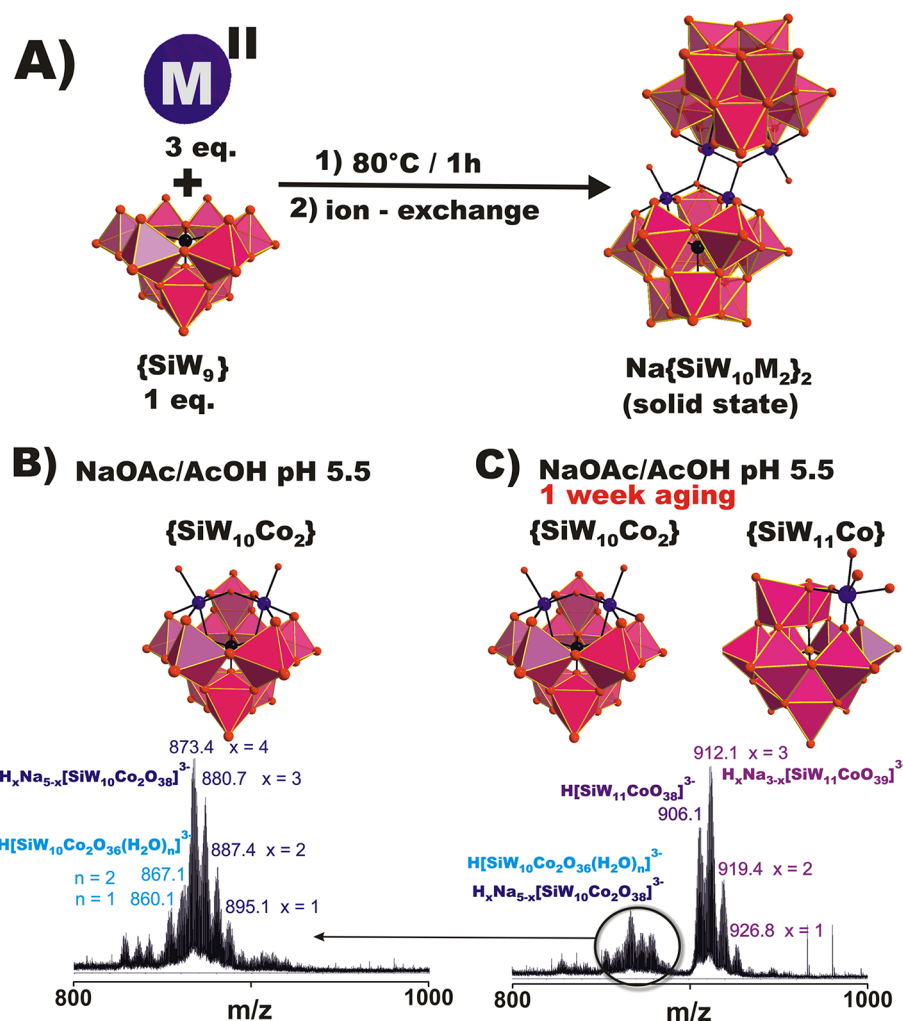 A)
M II
3 eq.
+
1) 80°C / 1h
2) ion - exchange
{SiW9}
1 eq.
Na{SiW10M2}2
(solid state)
B) NaOAc/AcOH pH 5.5
{SiW10Co2}
873.4 x = 4
HxNa5-x[SiW10Co2O38]3-
880.7 x = 3
H[SiW10Co2O36(H2O)n]3-
887.4 x = 2
n = 2 867.1
n = 1 860.1
895.1 x = 1
800
1000
m/z
C) NaOAc/AcOH pH 5.5
1 week aging
{SiW10Co2}
{SiW11Co}
912.1 x = 3
HxNa3-x[SiW11CoO39]3
H[SiW11CoO38]3-
906.1
H[SiW10Co2O36(H2O)n]3-
919.4 x = 2
HxNa5-x[SiW10Co2O38]3-
926.8 x = 1
800
1000
m/z